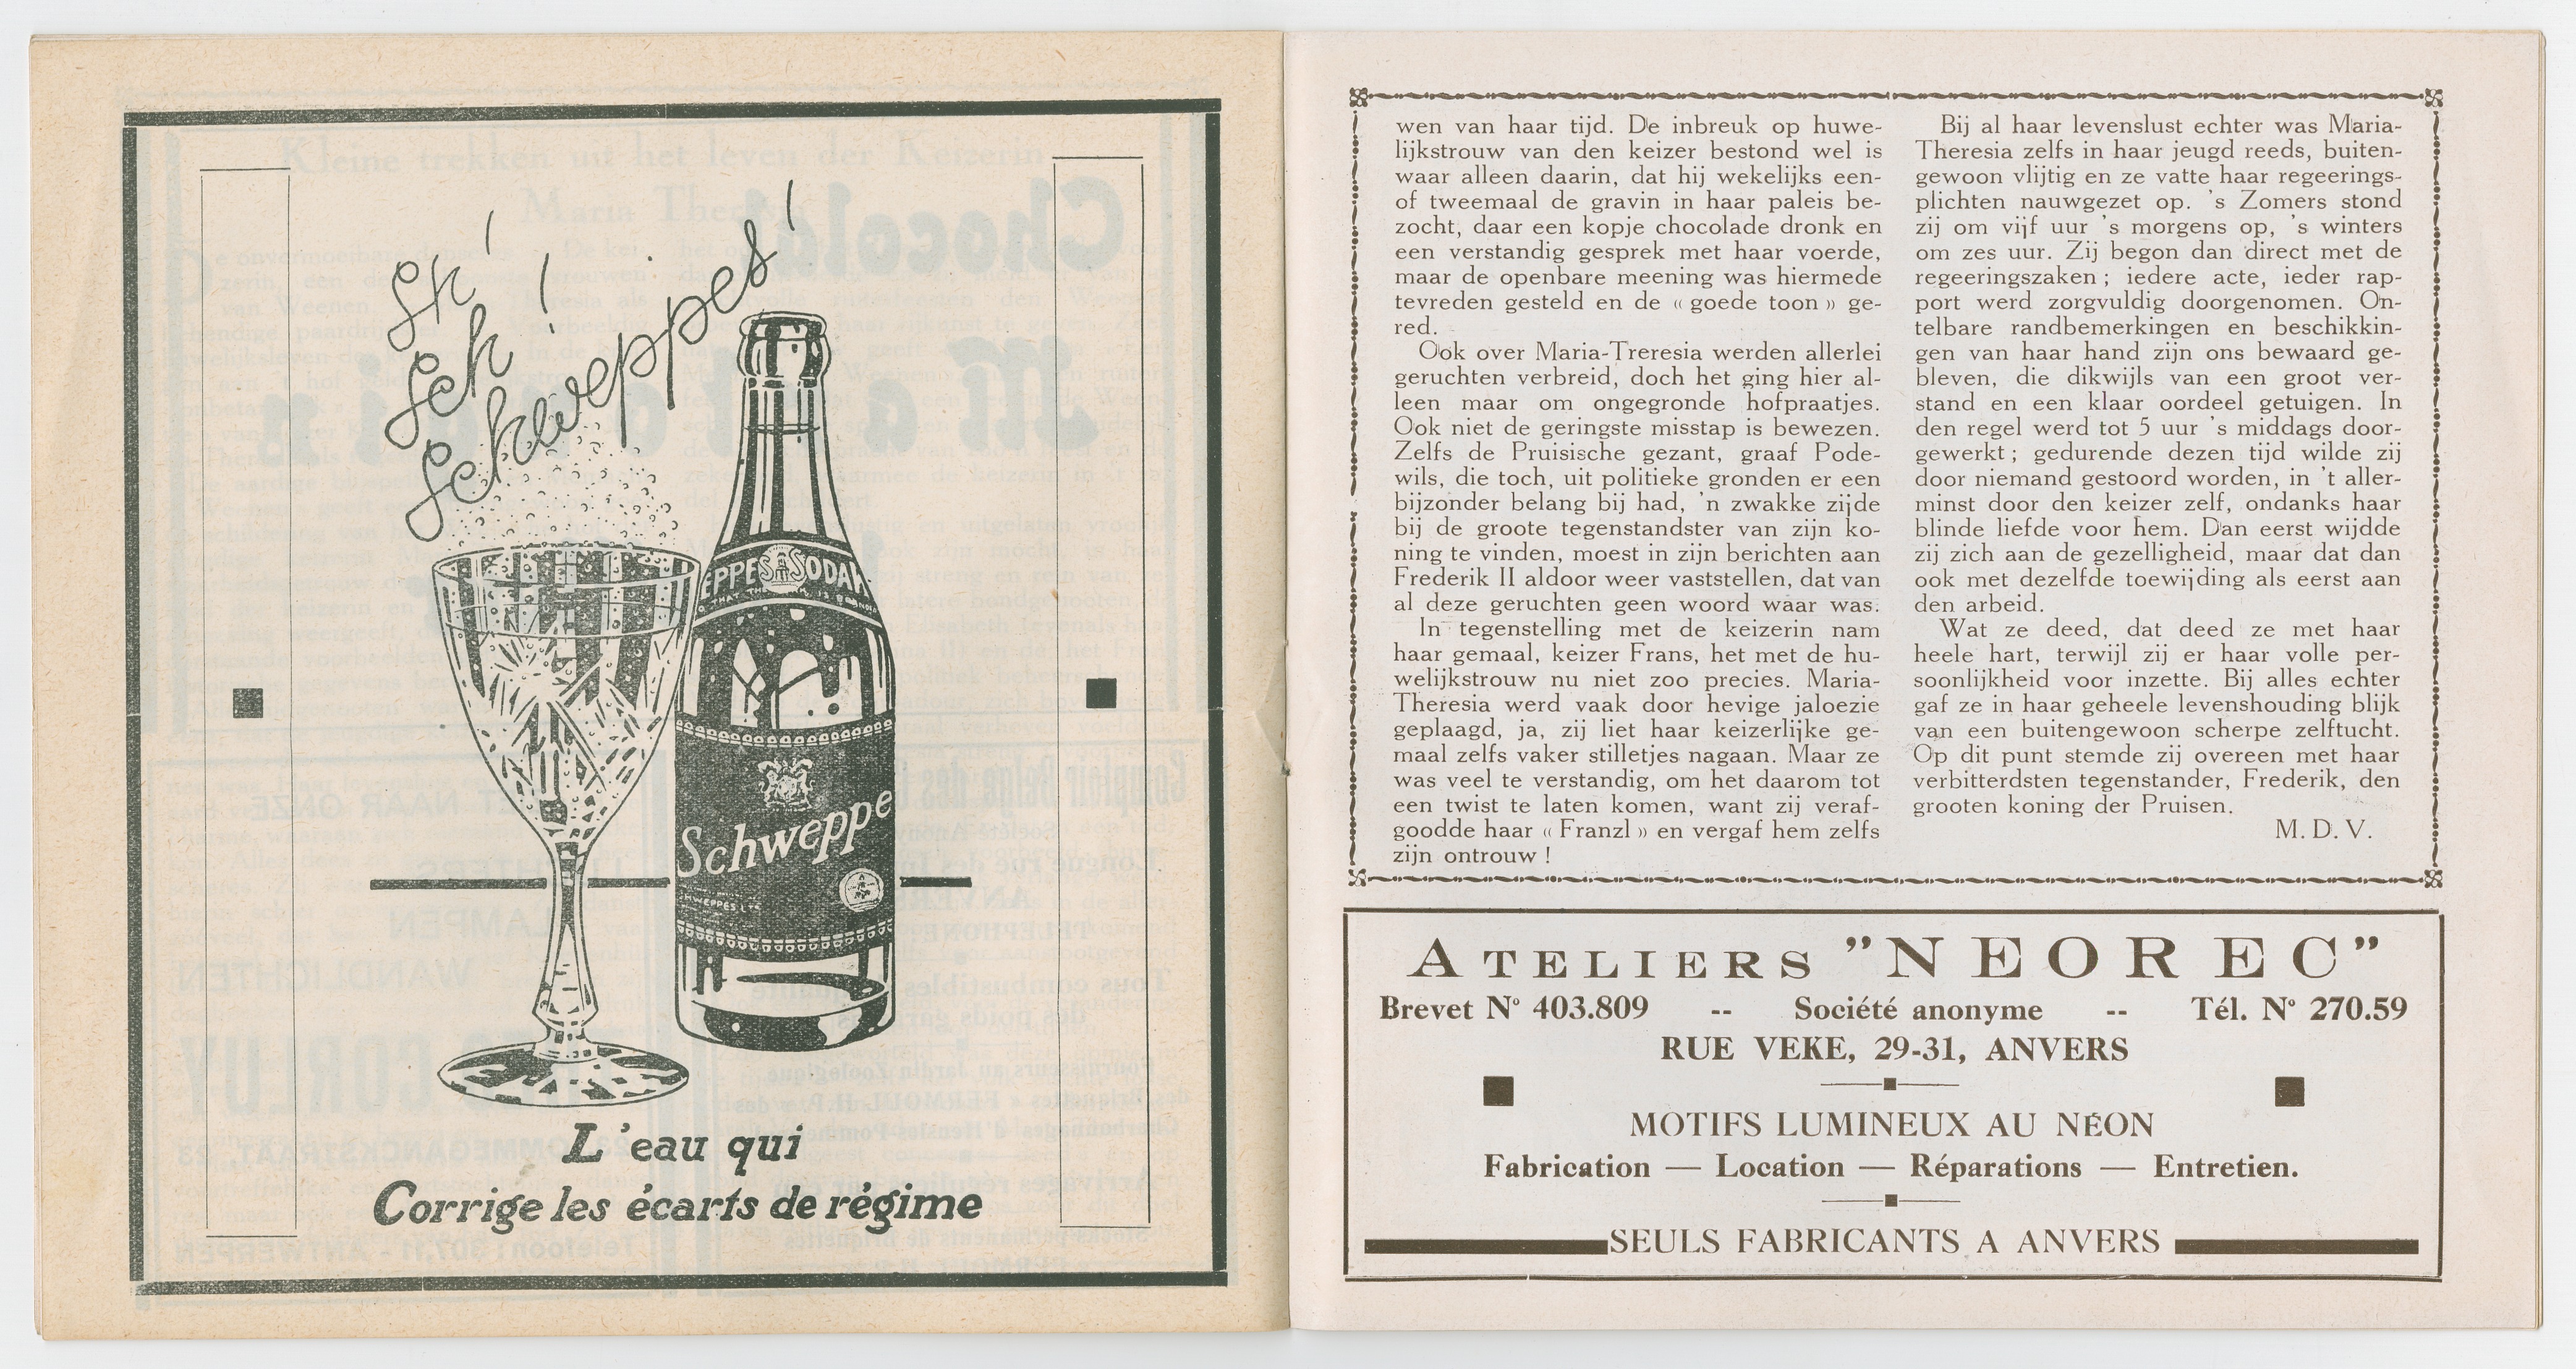 Sh!
Sch!
Schweppes!
EPPES SODA
Schweppe
HWEPPES LTD
L'eau qui
Corrige les écarts de régime
wen van haar tijd. De inbreuk op huwe-
lijkstrouw van den keizer bestond wel is
waar alleen daarin, dat hij wekelijks een-
of tweemaal de gravin in haar paleis be-
zocht, daar een kopje chocolade dronk en
een verstandig gesprek met haar voerde,
maar de openbare meening was hiermede
tevreden gesteld en de « goede toon » ge-
red.
Ook over Maria-Treresia werden allerlei
geruchten verbreid, doch het ging hier al-
leen maar om ongegronde hofpraatjes.
Ook niet de geringste misstap is bewezen.
Zelfs de Pruisische gezant, graaf Pode-
wils, die toch, uit politieke gronden er een
bijzonder belang bij had, 'n zwakke zijde
bij de groote tegenstandster van zijn ko-
ning te vinden, moest in zijn berichten aan
Frederik II aldoor weer vaststellen, dat van
al deze geruchten geen woord waar was.
In tegenstelling met de keizerin nam
haar gemaal, keizer Frans, het met de hu-
welijkstrouw nu niet zoo precies. Maria-
Theresia werd vaak door hevige jaloezie
geplaagd, ja, zij liet haar keizerlijke ge-
maal zelfs vaker stilletjes nagaan. Maar ze
was veel te verstandig, om het daarom tot
een twist te laten komen, want zij veraf-
goodde haar « Franzl » en vergaf hem zelfs
zijn ontrouw !
Bij al haar levenslust echter was Maria-
Theresia zelfs in haar jeugd reeds, buiten-
gewoon vlijtig en ze vatte haar regeerings-
plichten nauwgezet op. 's Zomers stond
zij om vijf uur 's morgens op, 's winters
om zes uur. Zij begon dan direct met de
regeeringszaken ; iedere acte, ieder rap-
port werd zorgvuldig doorgenomen. On-
telbare randbemerkingen en beschikkin-
gen van haar hand zijn ons bewaard ge-
bleven, die dikwijls van een groot ver-
stand en een klaar oordeel getuigen. In
den regel werd tot 5 uur 's middags door-
gewerkt ; gedurende dezen tijd wilde zij
door niemand gestoord worden, in 't aller-
minst door den keizer zelf, ondanks haar
blinde liefde voor hem. Dan eerst wijdde
zij zich aan de gezelligheid, maar dat dan
ook met dezelfde toewijding als eerst aan
den arbeid.
Wat ze deed, dat deed ze met haar
heele hart, terwijl zij er haar volle per-
soonlijkheid voor inzette. Bij alles echter
gaf ze in haar geheele levenshouding blijk
van een buitengewoon scherpe zelftucht.
Op dit punt stemde zij overeen met haar
verbitterdsten tegenstander, Frederik, den
grooten koning der Pruisen.
M. D. V.
ATELIERS "NEOREC"
Brevet N° 403.809 -- Société anonyme -- Tél. N° 270.59
RUE VEKE, 29-31, ANVERS
MOTIFS LUMINEUX AU NÉON
Fabrication — Location — Réparations — Entretien.
SEULS FABRICANTS A ANVERS